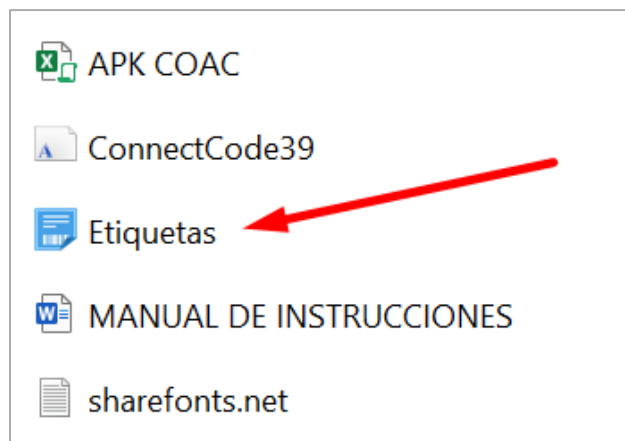 APK COAC
ConnectCode39
Etiquetas
MANUAL DE INSTRUCCIONES
sharefonts.net